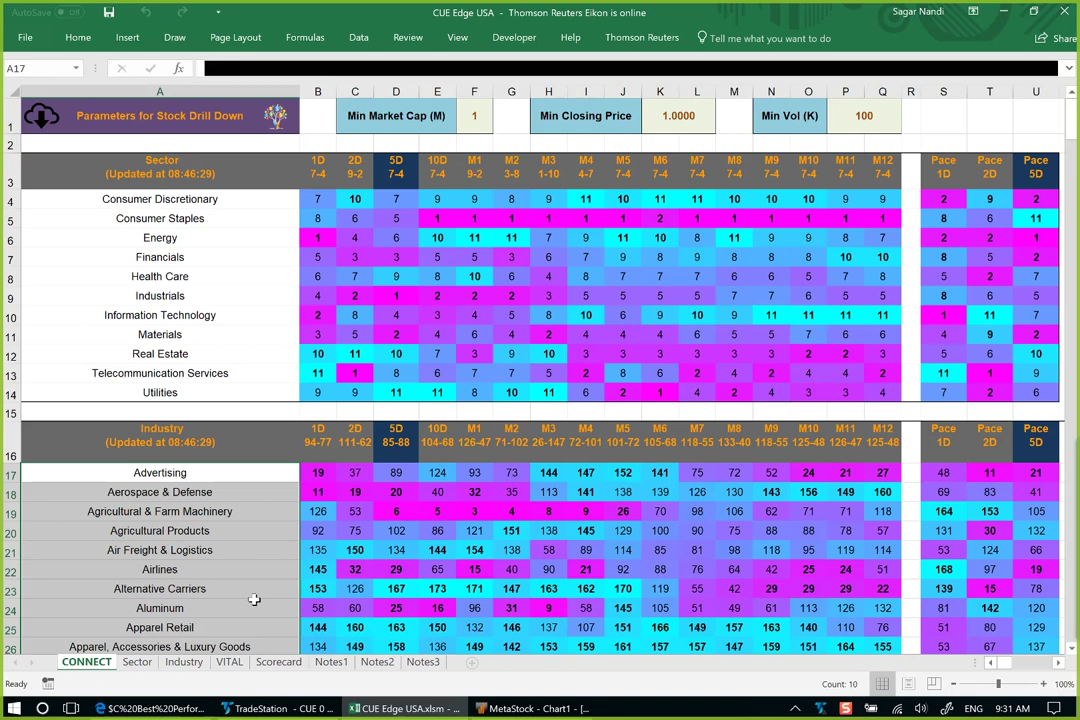 AutoSave Off CUE Edge USA - Thomson Reuters Eikon is online Sagar Nandi
File Home Insert Draw Page Layout Formulas Data Review View Developer Help Thomson Reuters Tell me what you want to do Share
A17 fx
A B C D E F G H I J K L M N O P Q R S T U
1 Parameters for Stock Drill Down Min Market Cap (M) 1 Min Closing Price 1.0000 Min Vol (K) 100
2
Sector 1D 2D 5D 10D M1 M2 M3 M4 M5 M6 M7 M8 M9 M10 M11 M12 Pace Pace Pace
3 (Updated at 08:46:29) 7-4 9-2 7-4 7-4 9-2 3-8 1-10 4-7 7-4 7-4 7-4 7-4 7-4 7-4 7-4 7-4 1D 2D 5D
4 Consumer Discretionary 7 10 7 9 9 8 9 11 10 11 11 10 10 10 9 9 2 9 2
5 Consumer Staples 8 6 5 1 1 1 1 1 1 2 1 1 1 1 1 1 8 6 11
6 Energy 1 4 6 10 11 11 7 9 11 10 8 11 9 9 8 7 2 2 1
7 Financials 5 3 3 5 5 3 6 7 9 8 9 9 8 8 10 10 8 5 2
8 Health Care 6 7 9 8 10 6 4 8 7 7 7 6 6 5 7 8 5 2 7
9 Industrials 4 2 1 2 2 2 3 5 5 5 5 7 7 6 5 5 8 6 5
10 Information Technology 2 8 4 3 4 5 8 10 6 9 10 9 11 11 11 11 1 11 7
11 Materials 3 5 2 4 6 4 2 4 4 4 6 5 5 7 6 6 4 9 2
12 Real Estate 10 11 10 7 3 9 10 3 3 3 3 3 3 2 2 3 5 6 10
13 Telecommunication Services 11 1 8 6 7 7 5 2 8 6 2 4 2 4 4 2 11 1 9
14 Utilities 9 9 11 11 8 10 11 6 2 1 4 2 4 3 3 4 7 2 6
15
Industry 1D 2D 5D 10D M1 M2 M3 M4 M5 M6 M7 M8 M9 M10 M11 M12 Pace Pace Pace
16 (Updated at 08:46:29) 94-77 111-62 85-88 104-68 126-47 71-102 26-147 72-101 101-72 105-68 118-55 133-40 118-55 125-48 126-47 125-48 1D 2D 5D
17 Advertising 19 37 89 124 93 73 144 147 152 141 75 72 52 24 21 27 48 11 21
18 Aerospace & Defense 11 19 20 40 32 35 113 141 138 139 126 130 143 156 149 160 69 83 41
19 Agricultural & Farm Machinery 126 53 6 5 3 4 8 9 26 70 98 106 62 71 71 118 164 153 105
20 Agricultural Products 92 75 102 86 121 151 138 145 129 100 90 75 88 88 78 57 131 30 132
21 Air Freight & Logistics 135 150 134 144 154 138 58 89 114 85 81 98 118 95 119 114 53 124 66
22 Airlines 145 32 29 65 15 40 90 21 92 88 76 64 42 25 24 51 168 97 19
23 Alternative Carriers 153 126 167 173 171 147 163 162 170 119 55 42 29 29 29 22 139 15 78
24 Aluminum 58 60 25 16 96 31 9 58 145 105 51 49 61 113 126 132 81 142 120
25 Apparel Retail 144 160 163 150 132 146 137 107 151 166 149 157 163 140 110 76 51 80 129
26 Apparel, Accessories & Luxury Goods 134 149 158 136 149 142 153 159 161 157 157 147 159 151 164 155 53 67 137
CONNECT Sector Industry VITAL Scorecard Notes1 Notes2 Notes3
Ready Count: 10 100%
$C%20Best%20Perfor... TradeStation - CUE 0 ... CUE Edge USA.xlsm - ... MetaStock - Chart1 - [... ENG 9:31 AM